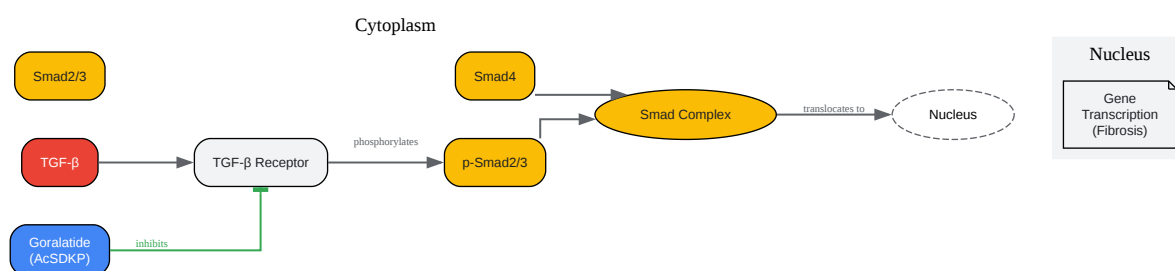 Cytoplasm
Smad2/3
Smad4
Nucleus
Smad Complex
translocates to
Nucleus
Gene
Transcription
(Fibrosis)
TGF-β
TGF-β Receptor
phosphorylates
p-Smad2/3
Goralatide
(AcSDKP)
inhibits